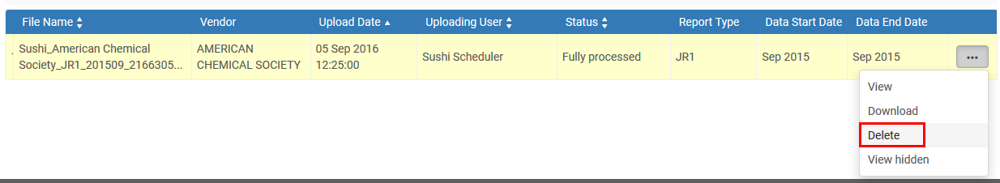 File Name Vendor Upload Date Uploading User Status Report Type Data Start Date Data End Date
Sushi_American Chemical
Society_JR1_201509_2166305...
AMERICAN
CHEMICAL SOCIETY
05 Sep 2016
12:25:00
Sushi Scheduler
Fully processed
JR1
Sep 2015
Sep 2015
View
Download
Delete
View hidden